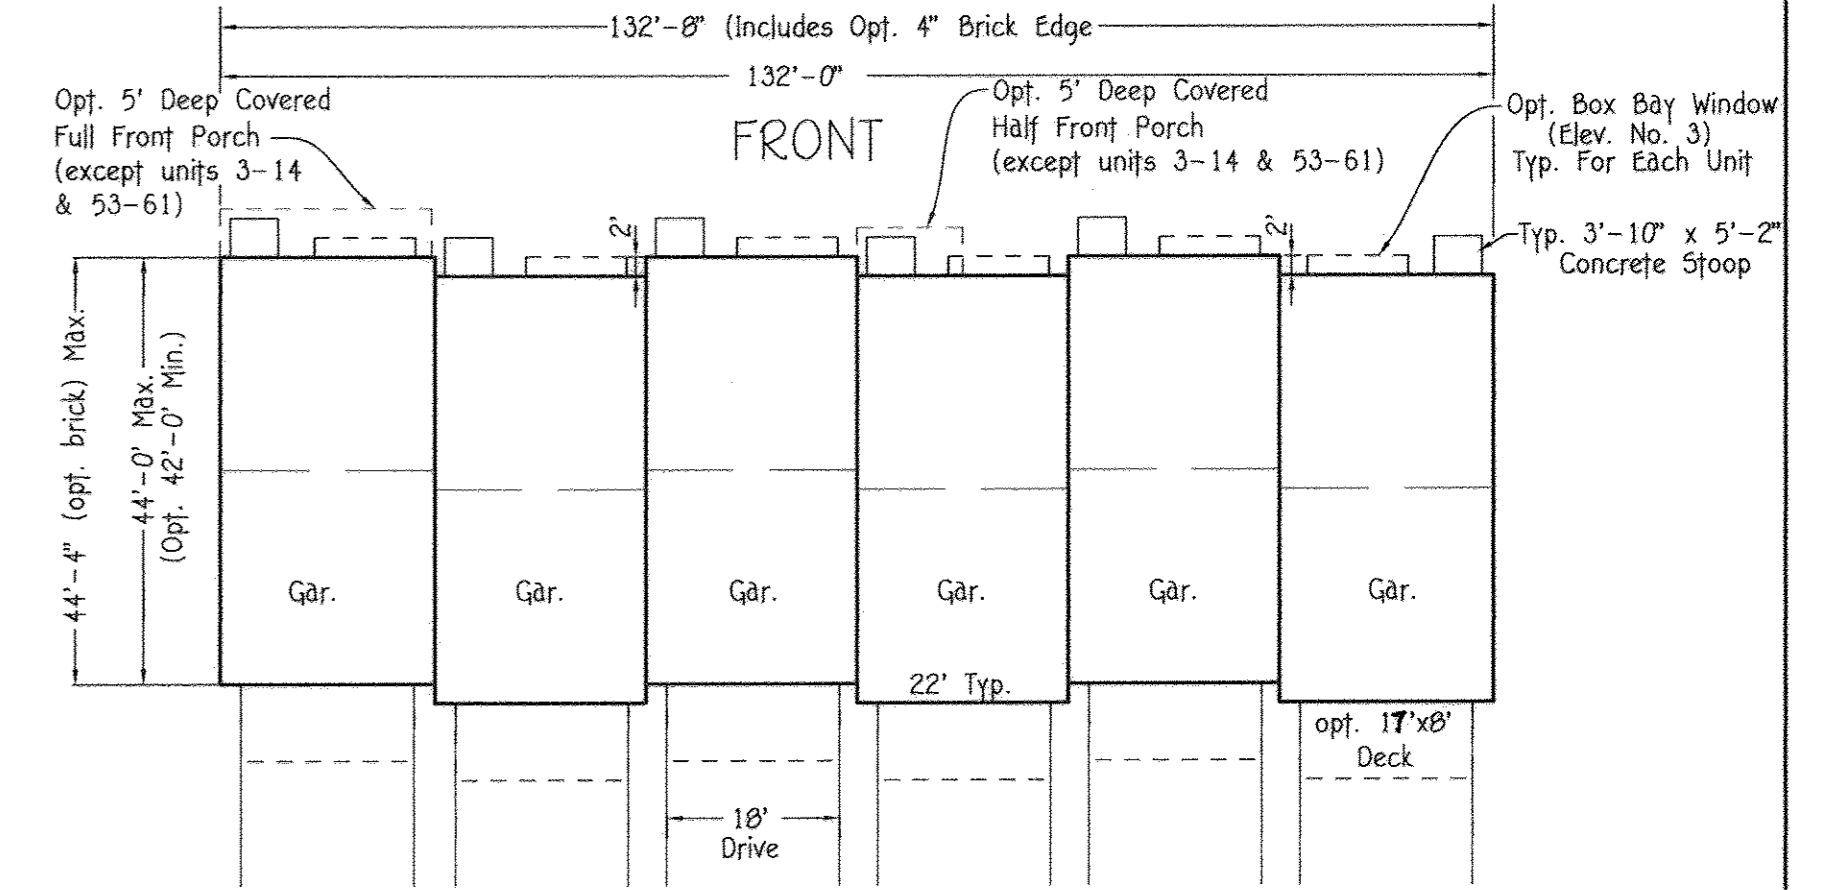 132'-8" (Includes Opt. 4" Brick Edge
132'-0"
FRONT
Opt. 5' Deep Covered
Full Front Porch
(except units 3-14
& 53-61)
Opt. 5' Deep Covered
Half Front Porch
(except units 3-14 & 53-61)
Opt. Box Bay Window
(Elev. No. 3)
Typ. For Each Unit
Typ. 3'-10" x 5'-2"
Concrete Stoop
2'
2'
44'-4" (opt. brick) Max.
44'-0' Max.
(Opt. 42'-0' Min.)
Gar.
Gar.
Gar.
Gar.
Gar.
Gar.
22' Typ.
opt. 17'x8'
Deck
18'
Drive